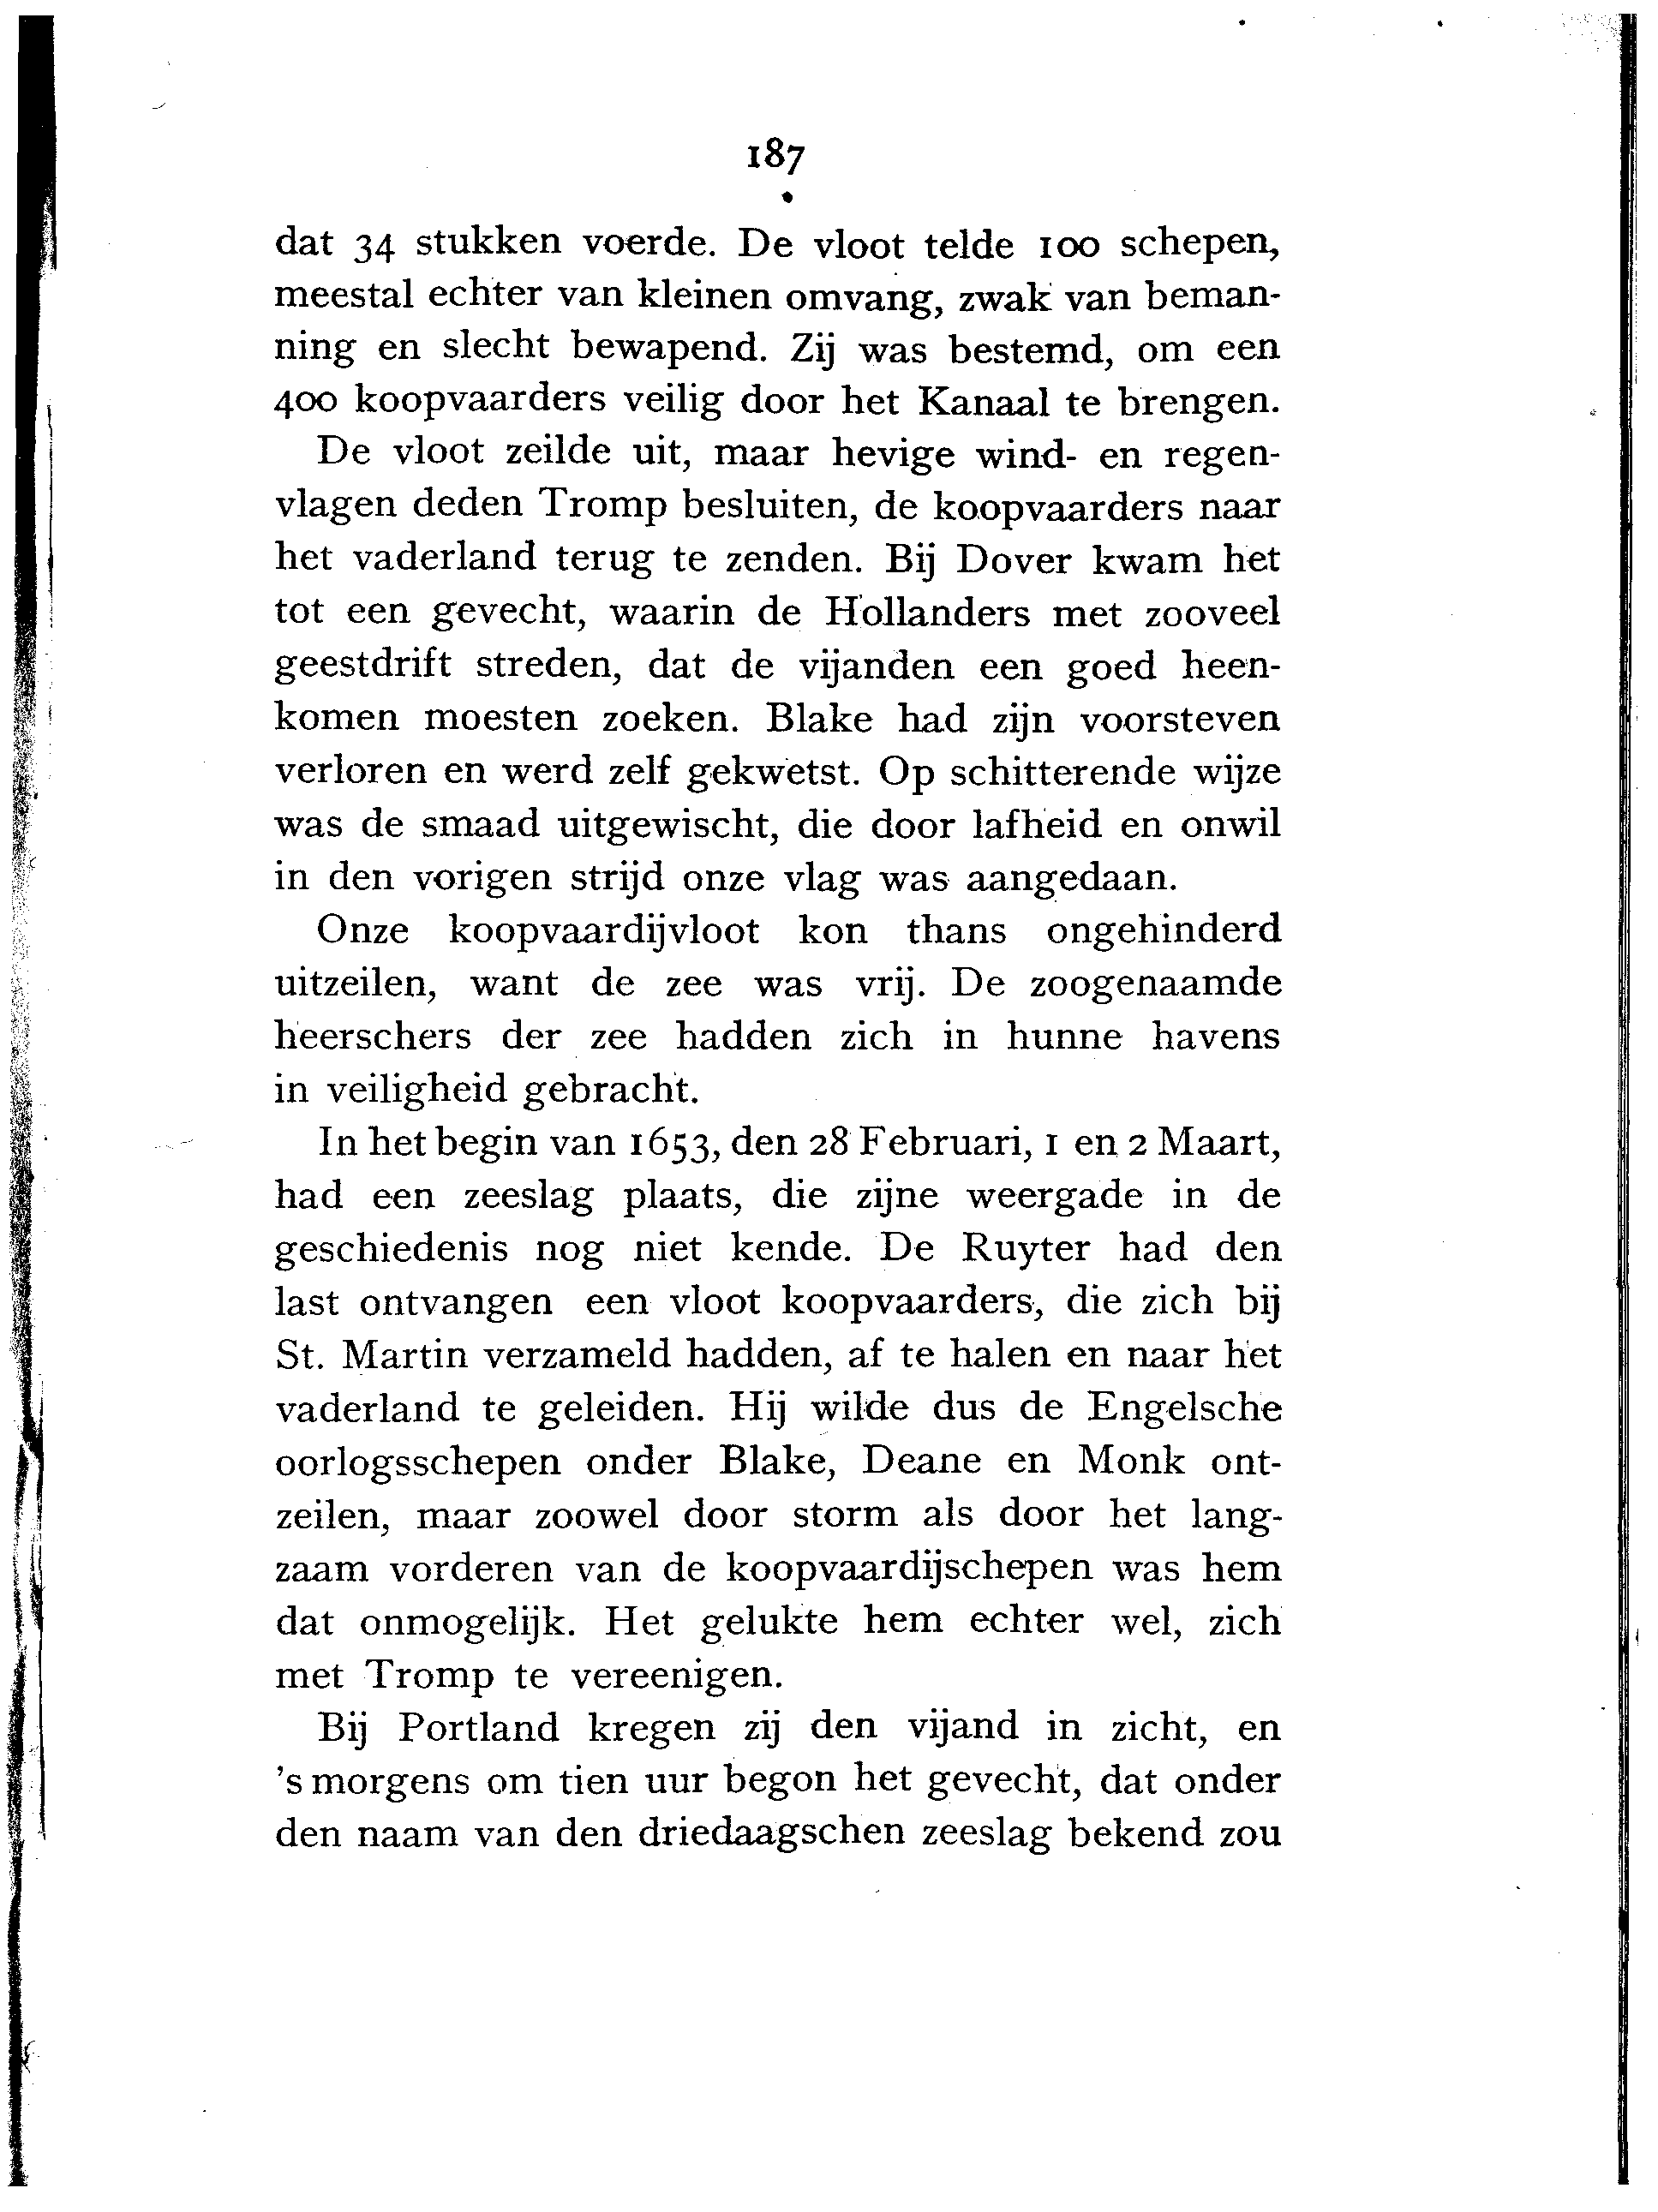 187
dat 34 stukken voerde. De vloot telde 100 schepen,
meestal echter van kleinen omvang, zwak van beman-
ning en slecht bewapend. Zij was bestemd, om een
400 koopvaarders veilig door het Kanaal te brengen.
De vloot zeilde uit, maar hevige wind- en regen-
vlagen deden Tromp besluiten, de koopvaarders naar
het vaderland terug te zenden. Bij Dover kwam het
tot een gevecht, waarin de Hollanders met zooveel
geestdrift streden, dat de vijanden een goed heen-
komen moesten zoeken. Blake had zijn voorsteven
verloren en werd zelf gekwetst. Op schitterende wijze
was de smaad uitgewischt, die door lafheid en onwil
in den vorigen strijd onze vlag was aangedaan.
Onze koopvaardijvloot kon thans ongehinderd
uitzeilen, want de zee was vrij. De zoogenaamde
heerschers der zee hadden zich in hunne havens
in veiligheid gebracht.
In het begin van 1653, den 28 Februari, 1 en 2 Maart,
had een zeeslag plaats, die zijne weergade in de
geschiedenis nog niet kende. De Ruyter had den
last ontvangen een vloot koopvaarders, die zich bij
St. Martin verzameld hadden, af te halen en naar het
vaderland te geleiden. Hij wilde dus de Engelsche
oorlogsschepen onder Blake, Deane en Monk ont-
zeilen, maar zoowel door storm als door het lang-
zaam vorderen van de koopvaardijschepen was hem
dat onmogelijk. Het gelukte hem echter wel, zich
met Tromp te vereenigen.
Bij Portland kregen zij den vijand in zicht, en
's morgens om tien uur begon het gevecht, dat onder
den naam van den driedaagschen zeeslag bekend zou